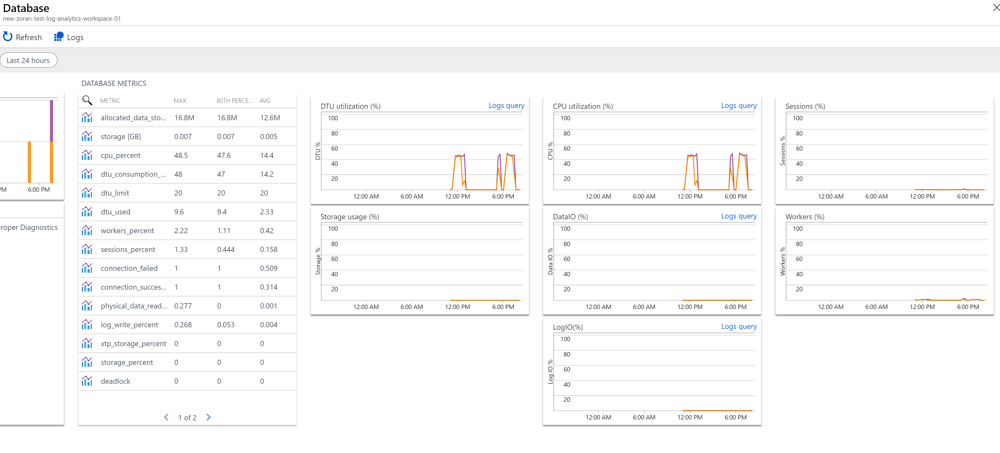 Database
new-zoran-test-log-analytics-workspace-01
Refresh
Logs
Last 24 hours
PM
6:00 PM
roper Diagnostics
DATABASE METRICS
METRIC MAX 80TH PERCE... AVG
allocated_data_sto... 16.8M 16.8M 12.6M
storage [GB] 0.007 0.007 0.005
cpu_percent 48.5 47.6 14.4
dtu_consumption_... 48 47 14.2
dtu_limit 20 20 20
dtu_used 9.6 9.4 2.33
workers_percent 2.22 1.11 0.42
sessions_percent 1.33 0.444 0.158
connection_failed 1 1 0.509
connection_succes... 1 1 0.314
physical_data_read... 0.277 0 0.001
log_write_percent 0.268 0.053 0.004
xtp_storage_percent 0 0 0
storage_percent 0 0 0
deadlock 0 0 0
1 of 2
DTU utilization (%) Logs query
DTU %
100
80
60
40
20
12:00 AM 6:00 AM 12:00 PM 6:00 PM
CPU utilization (%) Logs query
CPU %
100
80
60
40
20
12:00 AM 6:00 AM 12:00 PM 6:00 PM
Sessions (%)
Sessions %
100
80
60
40
20
12:00 AM 6:00 AM 12:00 PM 6:00 PM
Storage usage (%)
Storage %
100
80
60
40
20
12:00 AM 6:00 AM 12:00 PM 6:00 PM
DataIO (%) Logs query
Data IO %
100
80
60
40
20
12:00 AM 6:00 AM 12:00 PM 6:00 PM
Workers (%)
Workers %
100
80
60
40
20
12:00 AM 6:00 AM 12:00 PM 6:00 PM
LogIO(%) Logs query
Log IO %
100
80
60
40
20
12:00 AM 6:00 AM 12:00 PM 6:00 PM